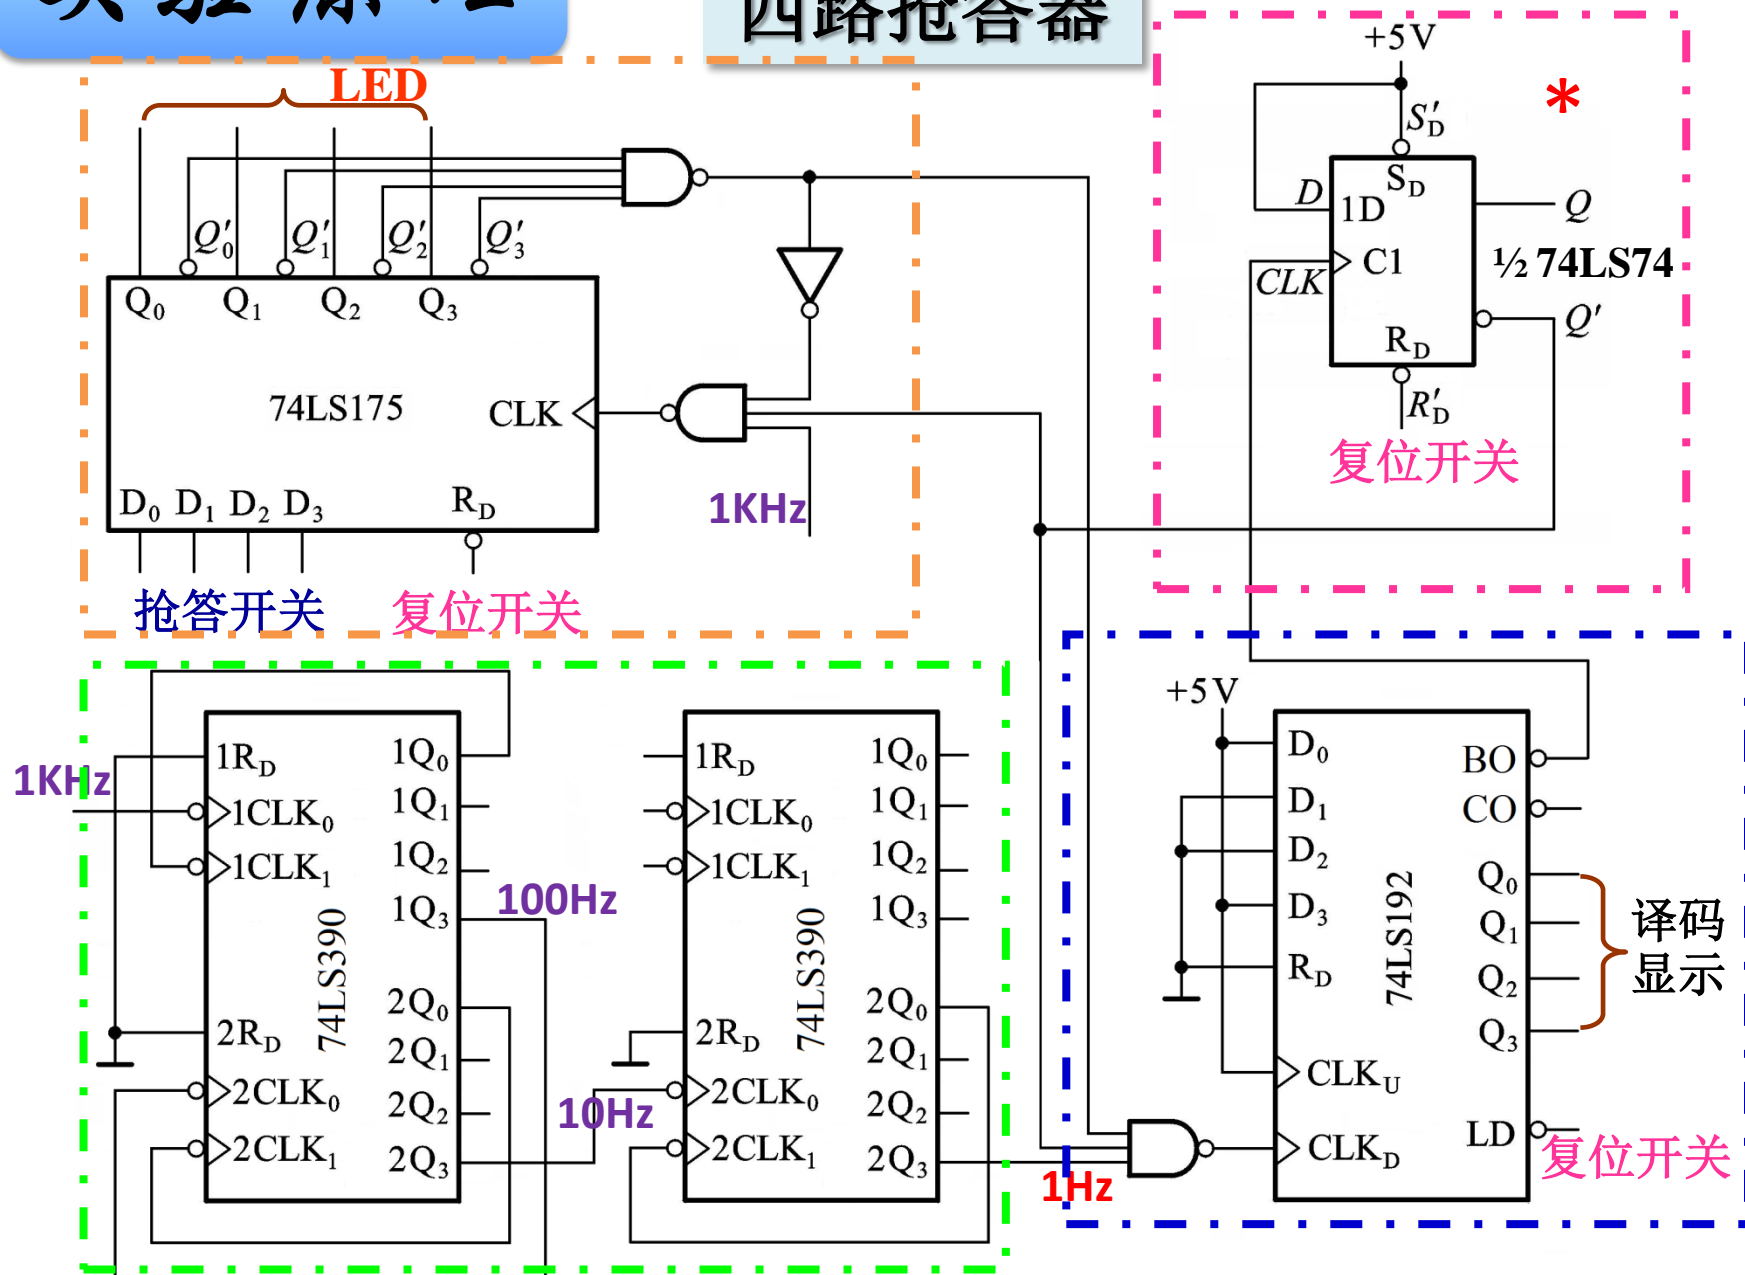 四路抢答器
LED
Q′0 Q′1 Q′2 Q′3
Q0 Q1 Q2 Q3
74LS175
CLK
D0 D1 D2 D3
RD
1KHz
抢答开关
复位开关
+5V
*
S′D
SD
D
1D
Q
C1
½ 74LS74
CLK
Q′
RD
R′D
复位开关
1KHz
1RD
1CLK0
1CLK1
1Q0
1Q1
1Q2
1Q3
100Hz
74LS390
2RD
2CLK0
2CLK1
2Q0
2Q1
2Q2
2Q3
10Hz
1RD
1CLK0
1CLK1
1Q0
1Q1
1Q2
1Q3
74LS390
2RD
2CLK0
2CLK1
2Q0
2Q1
2Q2
2Q3
1Hz
+5V
D0
D1
D2
D3
RD
CLKU
CLKD
74LS192
BO
CO
Q0
Q1
Q2
Q3
译码
显示
LD
复位开关